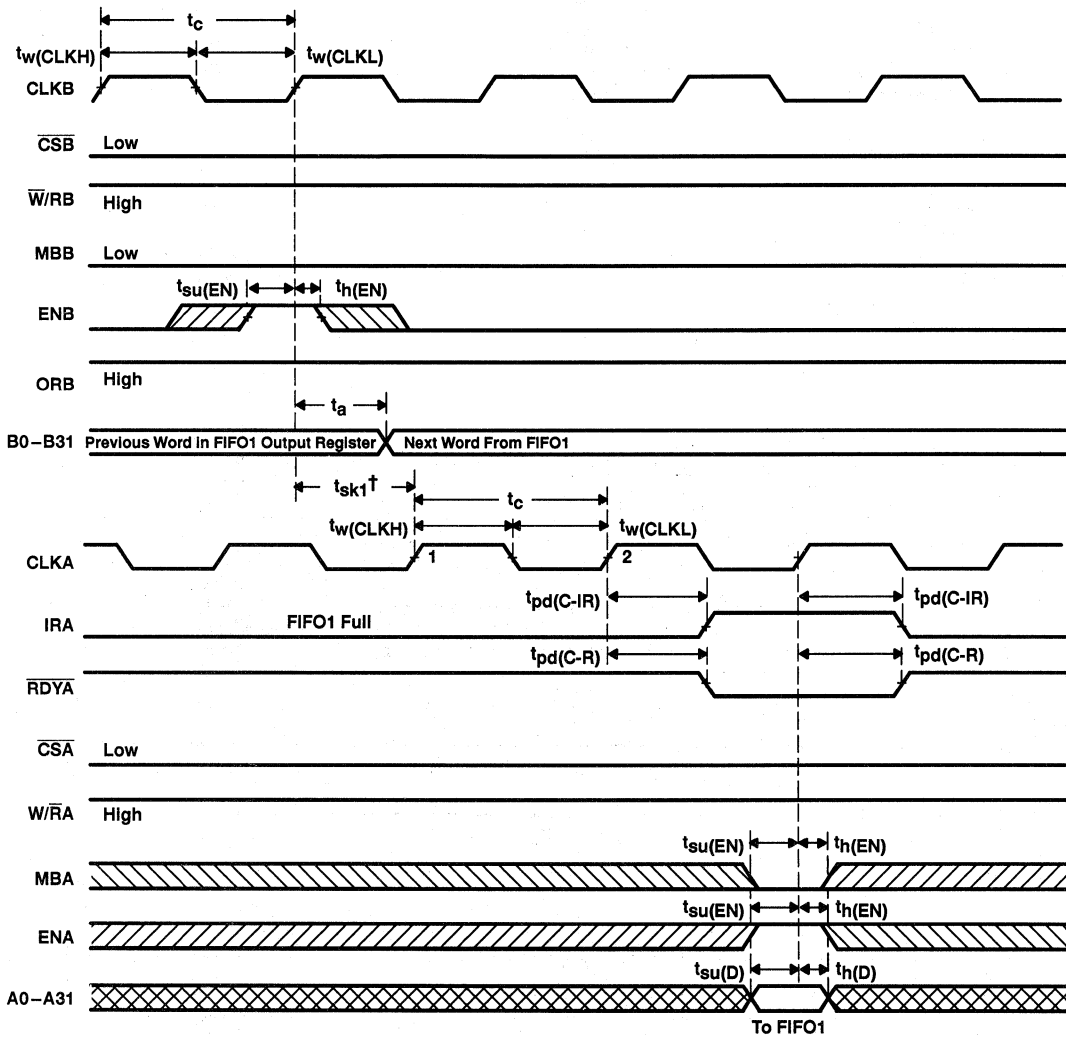 tc
tw(CLKH) tw(CLKL)
CLKB
CSB Low
W/RB High
MBB Low
tsu(EN) th(EN)
ENB
ORB High
ta
B0–B31 Previous Word in FIFO1 Output Register Next Word From FIFO1
tsk1† tc
tw(CLKH) tw(CLKL)
CLKA 1 2
tpd(C-IR) tpd(C-IR)
IRA FIFO1 Full
tpd(C-R) tpd(C-R)
RDYA
CSA Low
W/RA High
tsu(EN) th(EN)
MBA
tsu(EN) th(EN)
ENA
tsu(D) th(D)
A0–A31
To FIFO1